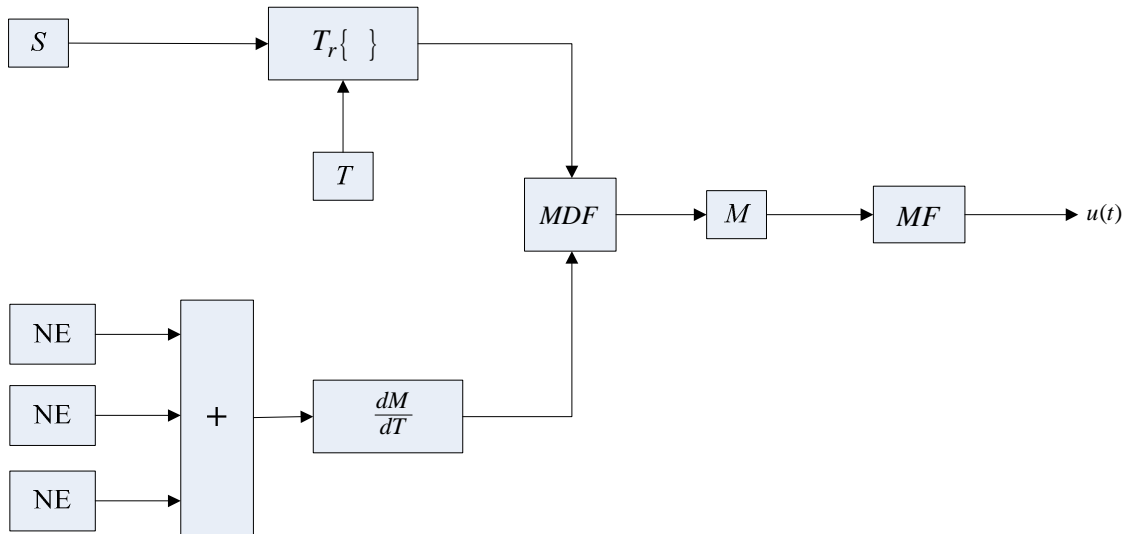 S
T_r{ }
T
MDF
M
MF
u(t)
NE
NE
NE
+
dM
dT